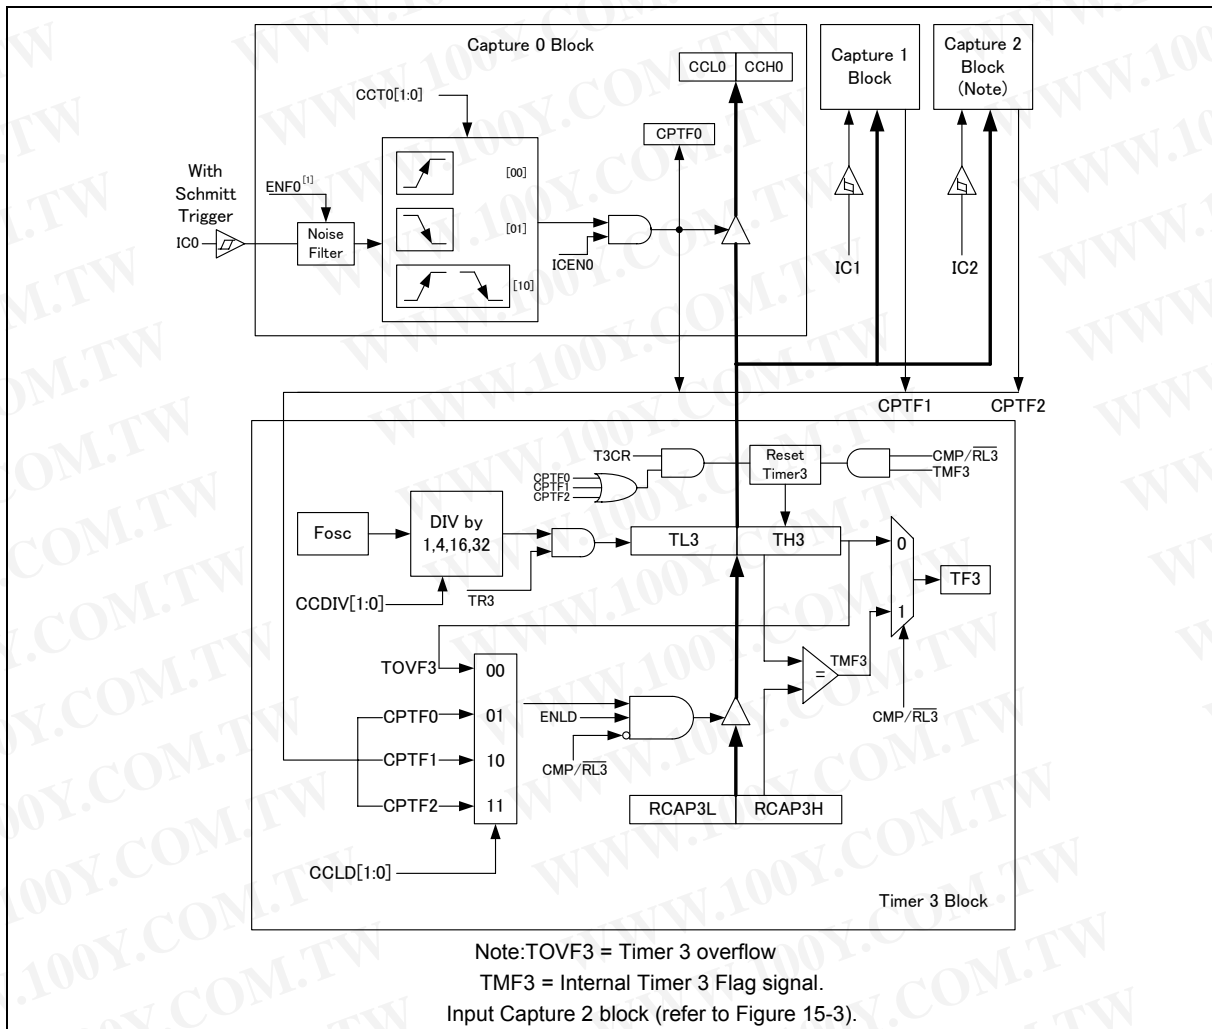 Capture 0 Block
CCL0 CCH0
Capture 1
Block
Capture 2
Block
(Note)
CCT0[1:0]
CPTF0
With
Schmitt
Trigger
ENF0[1]
IC0
Noise
Filter
[00]
[01]
[10]
ICEN0
IC1
IC2
CPTF1
CPTF2
T3CR
CPTF0
CPTF1
CPTF2
Reset
Timer3
CMP/RL3
TMF3
Fosc
DIV by
1,4,16,32
TL3
TH3
0
1
TF3
CCDIV[1:0]
TR3
TOVF3
00
TMF3
=
CPTF0
01
ENLD
CMP/RL3
CPTF1
10
CMP/RL3
CPTF2
11
RCAP3L
RCAP3H
CCLD[1:0]
Timer 3 Block
Note:TOVF3 = Timer 3 overflow
TMF3 = Internal Timer 3 Flag signal.
Input Capture 2 block (refer to Figure 15-3).
WWW.100Y.COM.TW